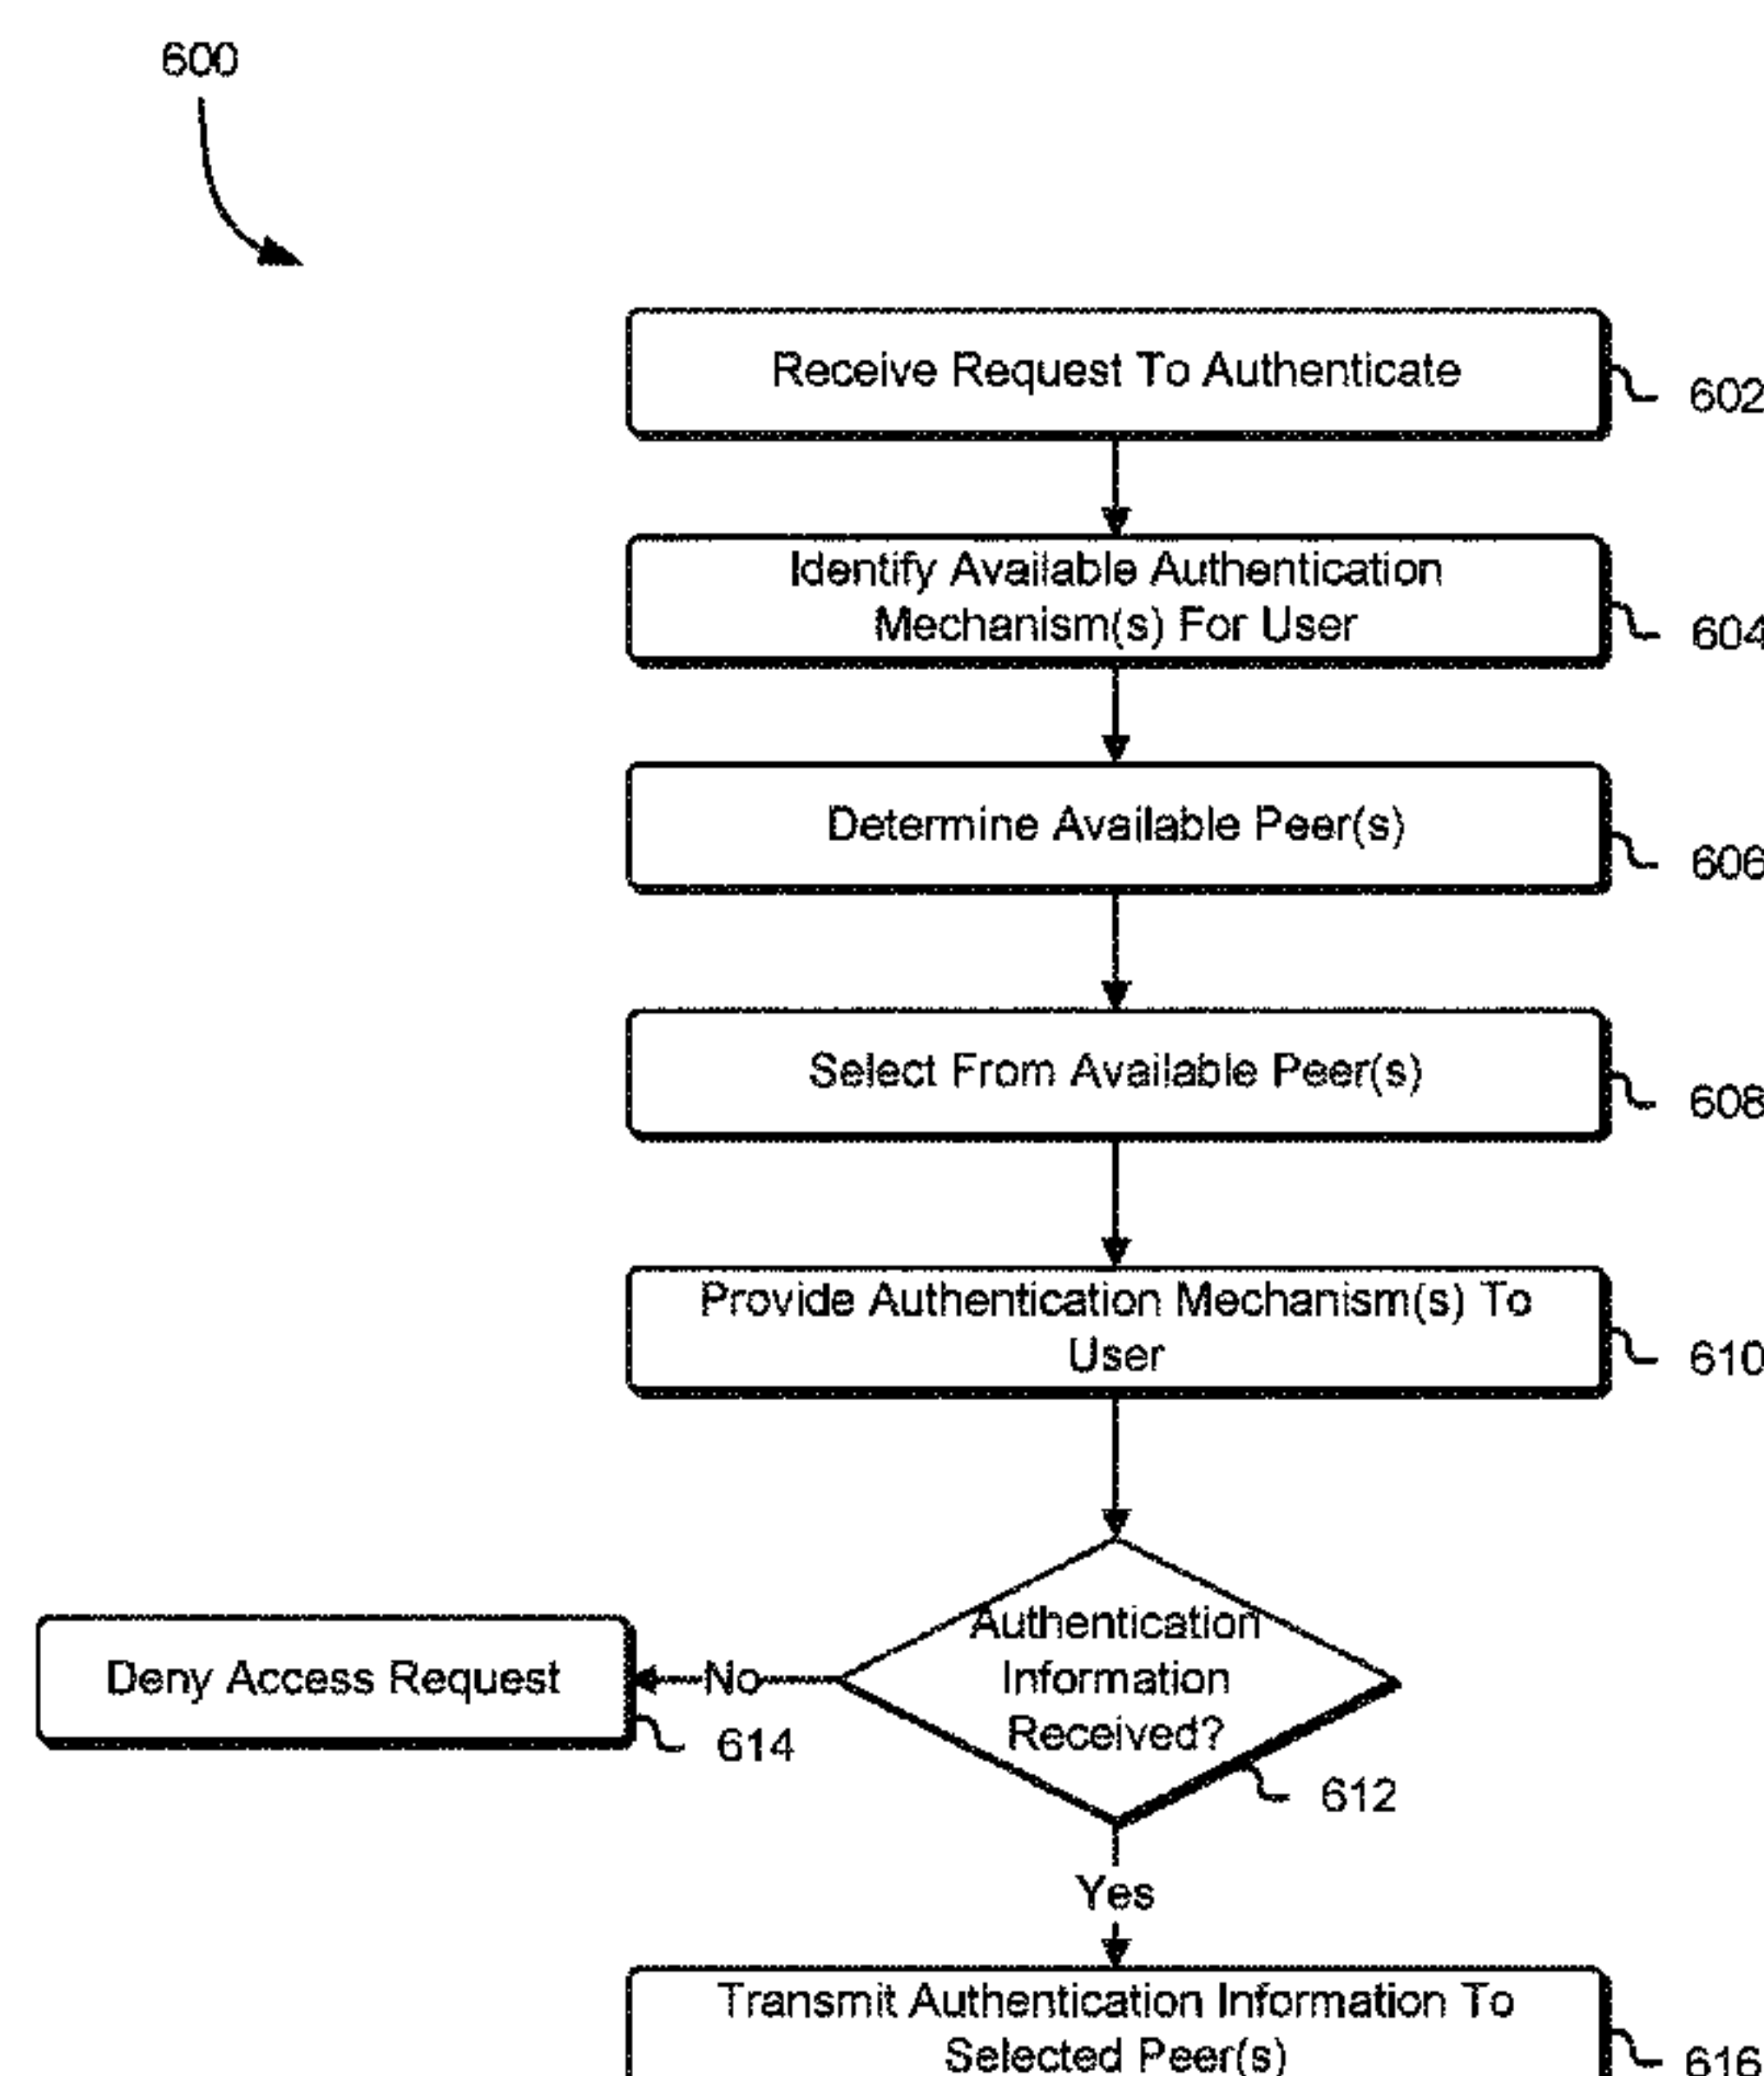 600
Receive Request To Authenticate
602
Identify Available Authentication
Mechanism(s) For User
604
Determine Available Peer(s)
606
Select From Available Peer(s)
608
Provide Authentication Mechanism(s) To
User
610
Authentication
Information
Received?
612
No
Deny Access Request
614
Yes
Transmit Authentication Information To
Selected Peer(s)
616